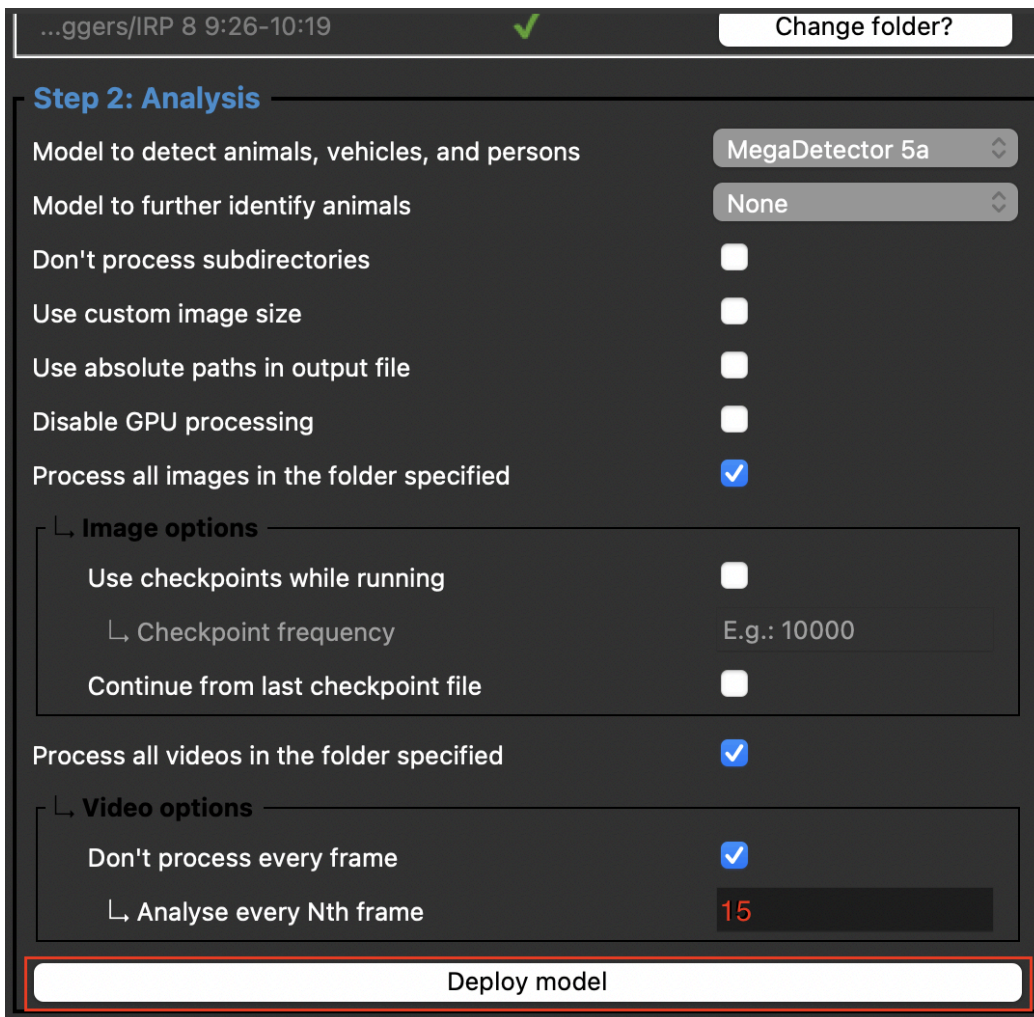 ...ggers/IRP 8 9:26-10:19 ✓ Change folder?
Step 2: Analysis
Model to detect animals, vehicles, and persons MegaDetector 5a
Model to further identify animals None
Don't process subdirectories
Use custom image size
Use absolute paths in output file
Disable GPU processing
Process all images in the folder specified
↳ Image options
Use checkpoints while running
↳ Checkpoint frequency E.g.: 10000
Continue from last checkpoint file
Process all videos in the folder specified
↳ Video options
Don't process every frame
↳ Analyse every Nth frame 15
Deploy model